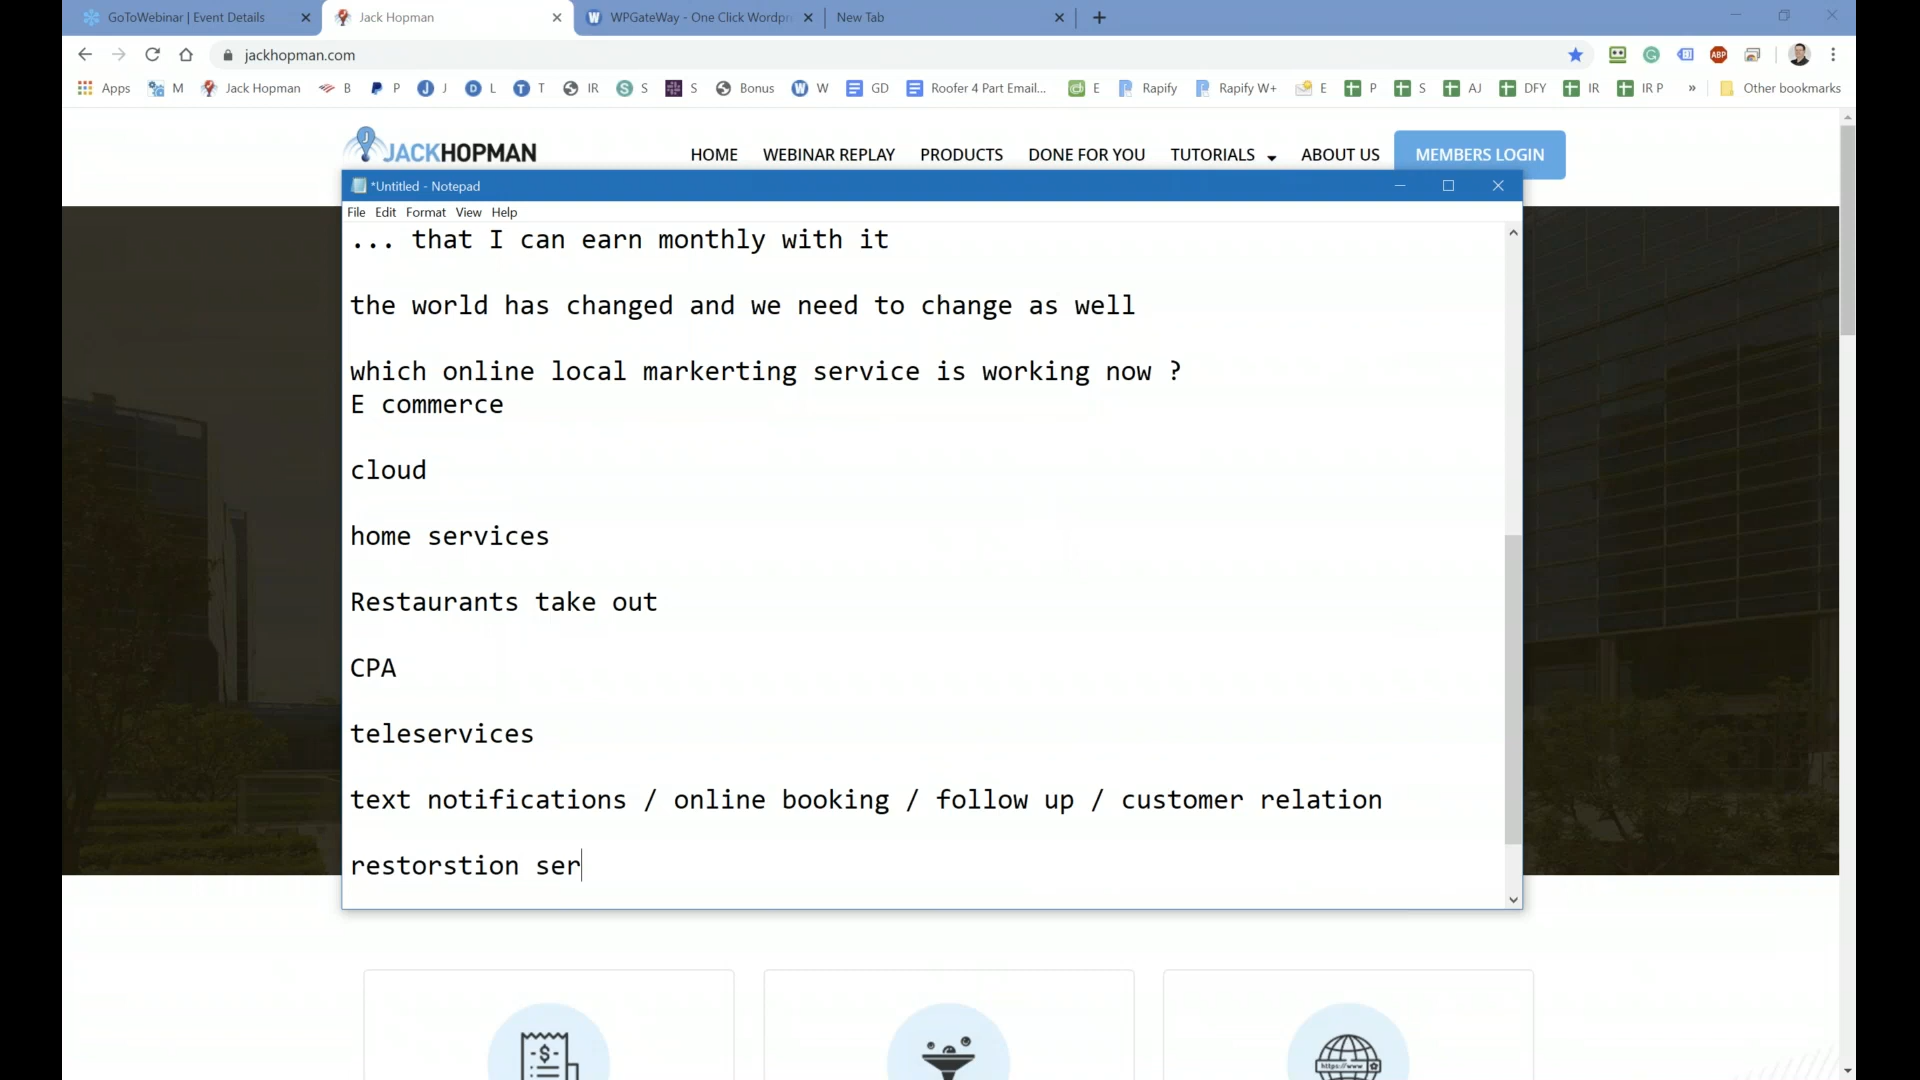 GoToWebinar | Event Details
Jack Hopman
WPGateWay - One Click Wordpr
New Tab
jackhopman.com
Apps M Jack Hopman B P J L T IR S S Bonus W GD Roofer 4 Part Email... E Rapify Rapify W+ E P S AJ DFY IR IR P » Other bookmarks
JACKHOPMAN
HOME WEBINAR REPLAY PRODUCTS DONE FOR YOU TUTORIALS ABOUT US MEMBERS LOGIN
*Untitled - Notepad
File Edit Format View Help
... that I can earn monthly with it
the world has changed and we need to change as well
which online local markerting service is working now ?
E commerce
cloud
home services
Restaurants take out
CPA
teleservices
text notifications / online booking / follow up / customer relation
restorstion ser